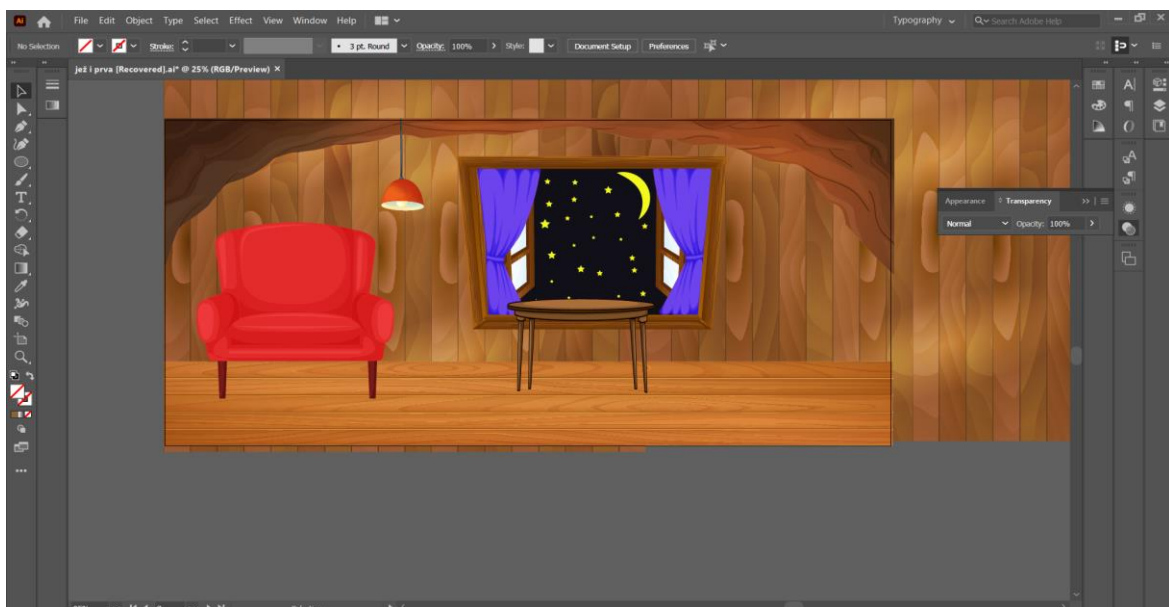 Ai File Edit Object Type Select Effect View Window Help Typography Search Adobe Help
No Selection Stroke: 3 pt. Round Opacity: 100% Style: Document Setup Preferences
jež i prva [Recovered].ai* @ 25% (RGB/Preview) ×
Appearance Transparency
Normal Opacity: 100%